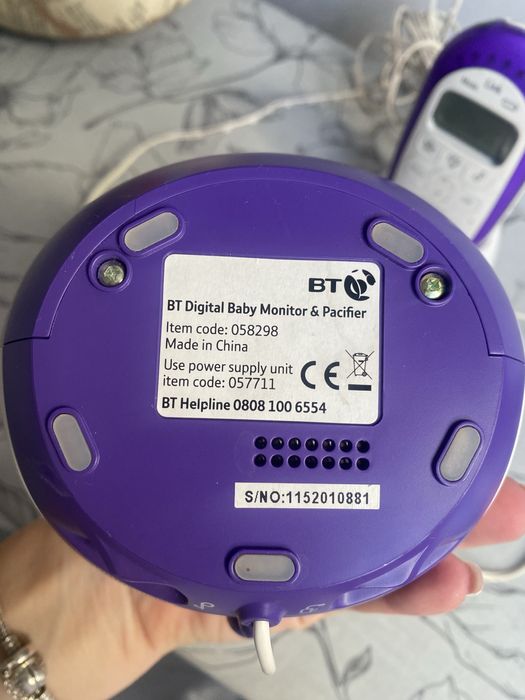 BT
BT Digital Baby Monitor & Pacifier
Item code: 058298
Made in China
Use power supply unit
item code: 057711
CE
BT Helpline 0808 100 6554
S/NO:1152010881